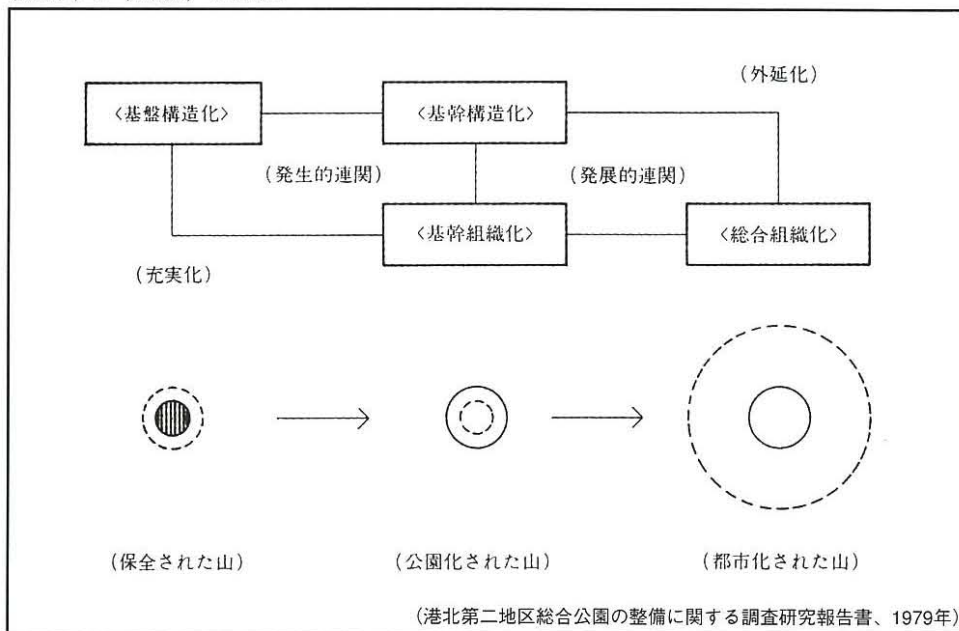 （外延化）
〈基盤構造化〉
〈基幹構造化〉
（発生的連関）
（発展的連関）
〈基幹組織化〉
〈総合組織化〉
（充実化）
（保全された山）
（公園化された山）
（都市化された山）
（港北第二地区総合公園の整備に関する調査研究報告書、1979年）